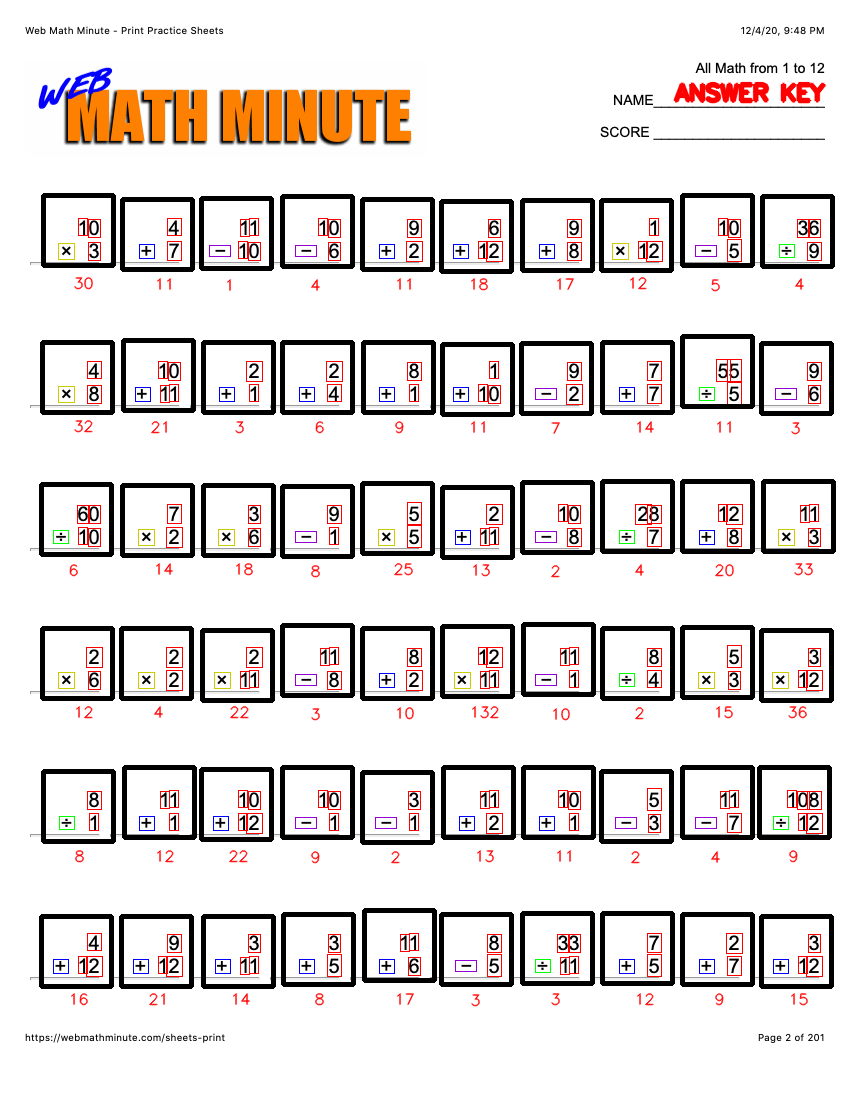 Web Math Minute - Print Practice Sheets 12/4/20, 9:48 PM
All Math from 1 to 12
WEB
MATH MINUTE
NAME ANSWER KEY
SCORE
10 4 11 10 9 6 9 1 10 36
× 3 + 7 − 10 − 6 + 2 + 12 + 8 × 12 − 5 ÷ 9
30 11 1 4 11 18 17 12 5 4
4 10 2 2 8 1 9 7 55 9
× 8 + 11 + 1 + 4 + 1 + 10 − 2 + 7 ÷ 5 − 6
32 21 3 6 9 11 7 14 11 3
60 7 3 9 5 2 10 28 12 11
÷ 10 × 2 × 6 − 1 × 5 + 11 − 8 ÷ 7 + 8 × 3
6 14 18 8 25 13 2 4 20 33
2 2 2 11 8 12 11 8 5 3
× 6 × 2 × 11 − 8 + 2 × 11 − 1 ÷ 4 × 3 × 12
12 4 22 3 10 132 10 2 15 36
8 11 10 10 3 11 10 5 11 108
÷ 1 + 1 + 12 − 1 − 1 + 2 + 1 − 3 − 7 ÷ 12
8 12 22 9 2 13 11 2 4 9
4 9 3 3 11 8 33 7 2 3
+ 12 + 12 + 11 + 5 + 6 − 5 ÷ 11 + 5 + 7 + 12
16 21 14 8 17 3 3 12 9 15
https://webmathminute.com/sheets-print Page 2 of 201